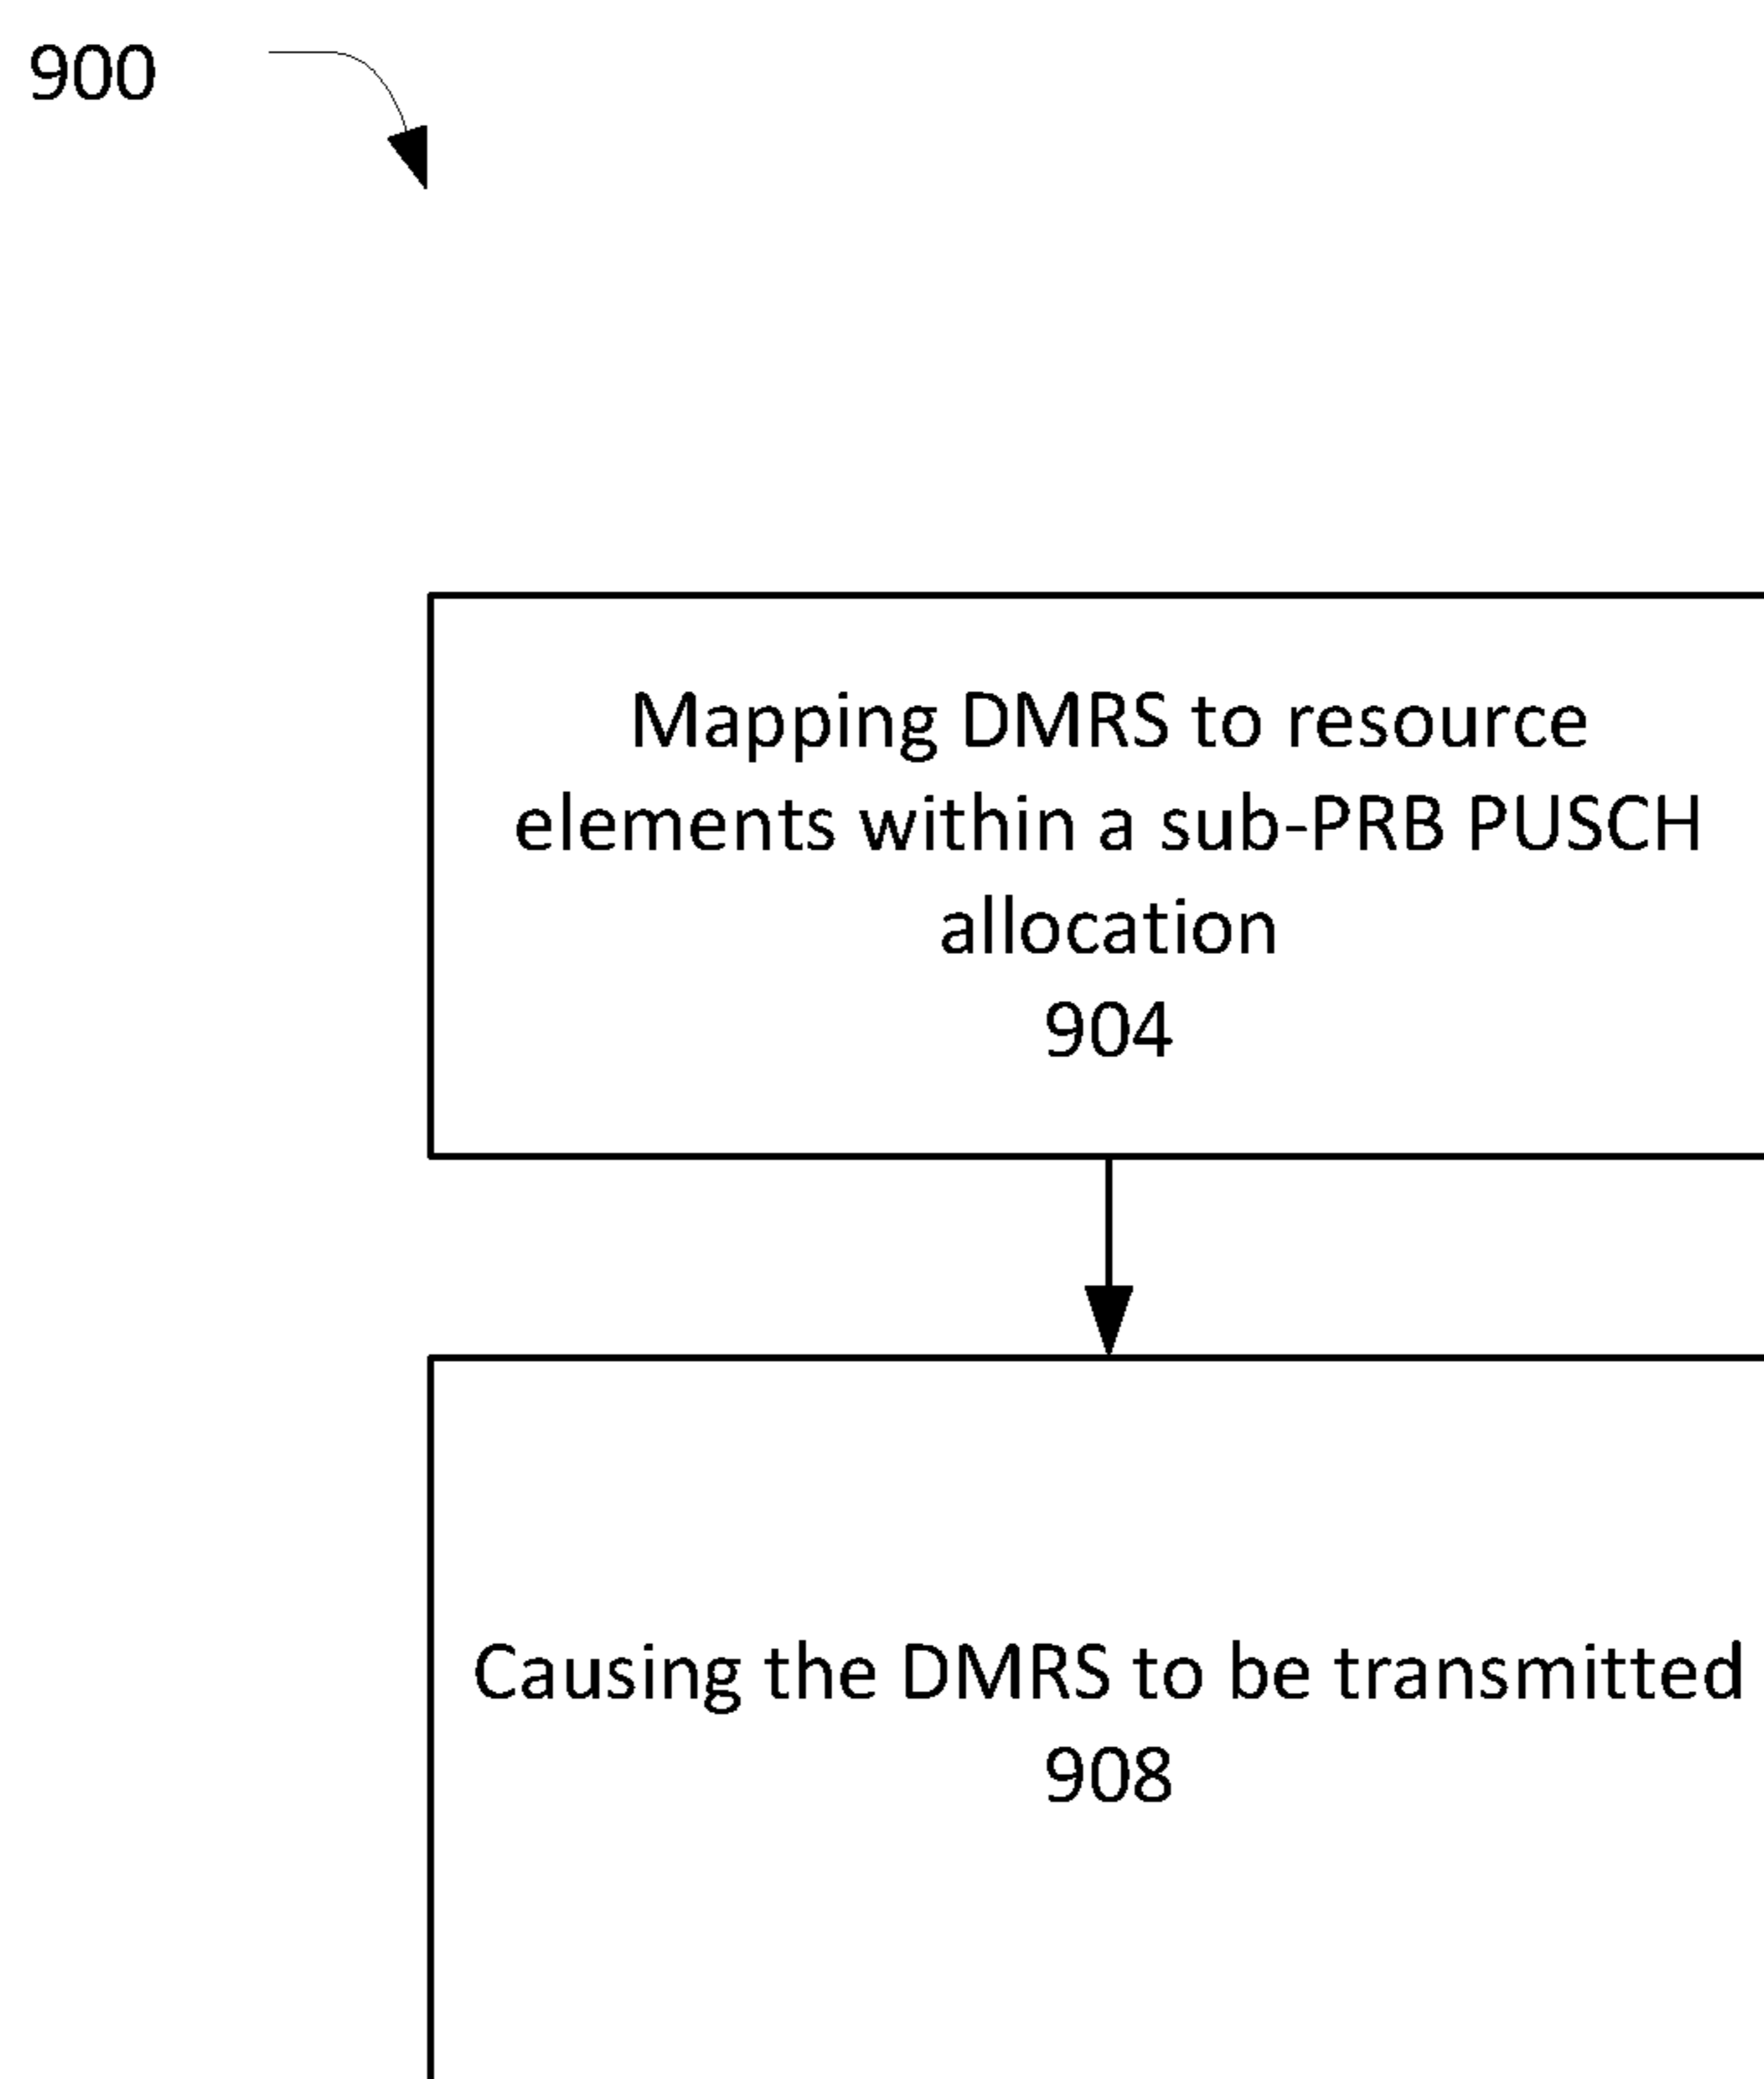 900
Mapping DMRS to resource
elements within a sub-PRB PUSCH
allocation
904
Causing the DMRS to be transmitted
908